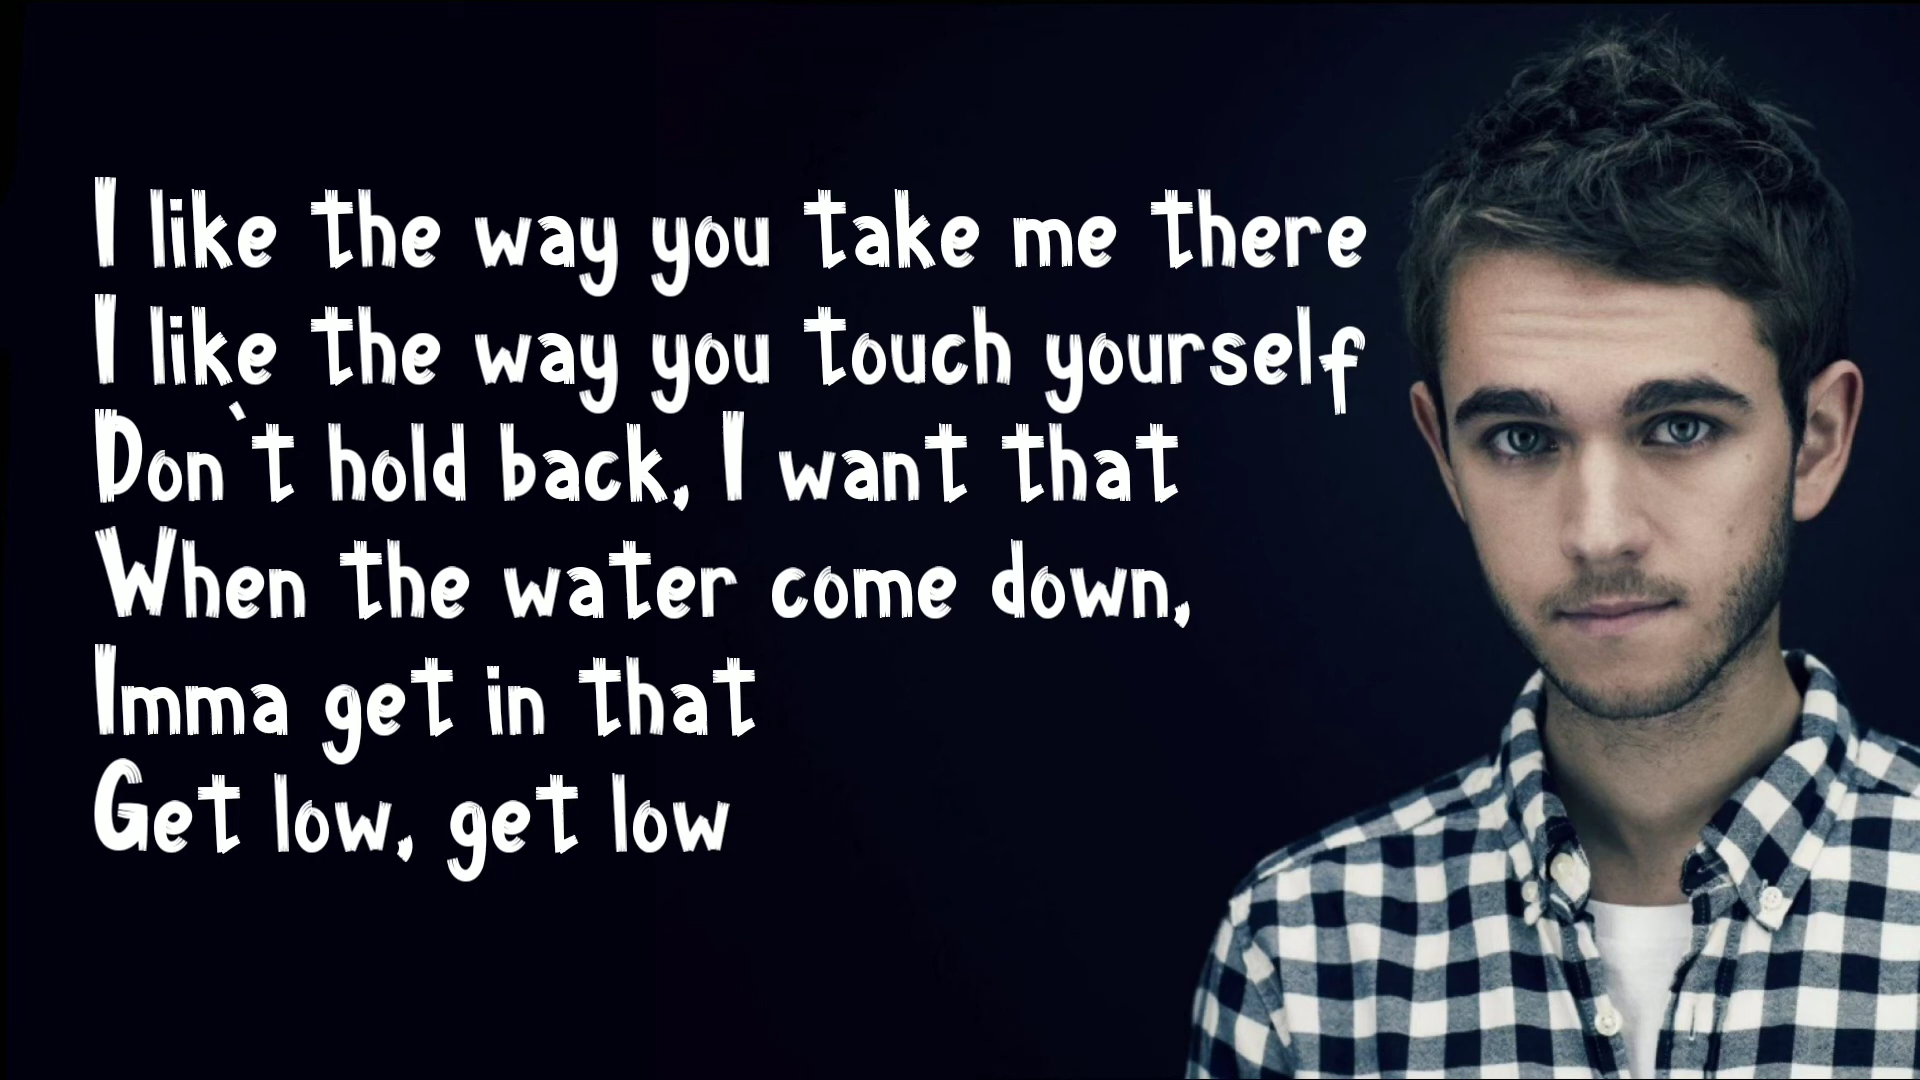 I like the way you take me there
I like the way you touch yourself
Don`t hold back, I want that
When the water come down,
Imma get in that
Get low, get low